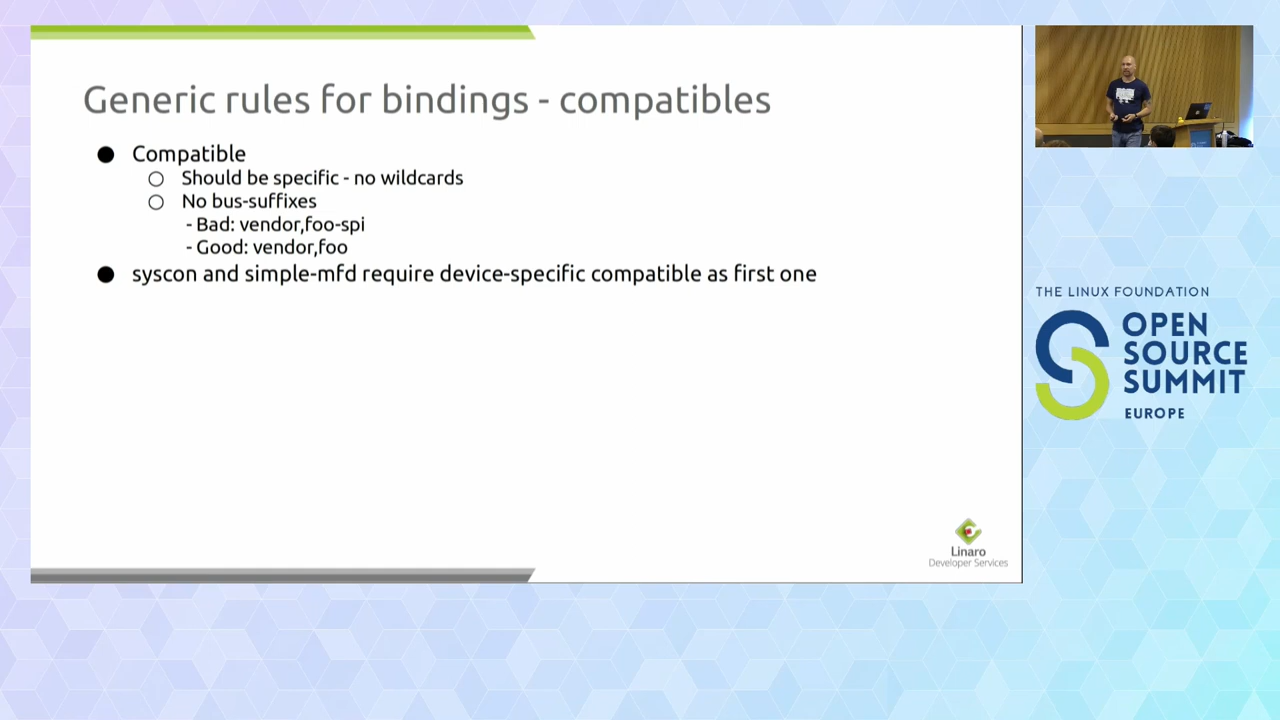 Generic rules for bindings - compatibles
● Compatible
○ Should be specific - no wildcards
○ No bus-suffixes
- Bad: vendor,foo-spi
- Good: vendor,foo
● syscon and simple-mfd require device-specific compatible as first one
Linaro
Developer Services
THE LINUX FOUNDATION
OPEN
SOURCE
SUMMIT
EUROPE